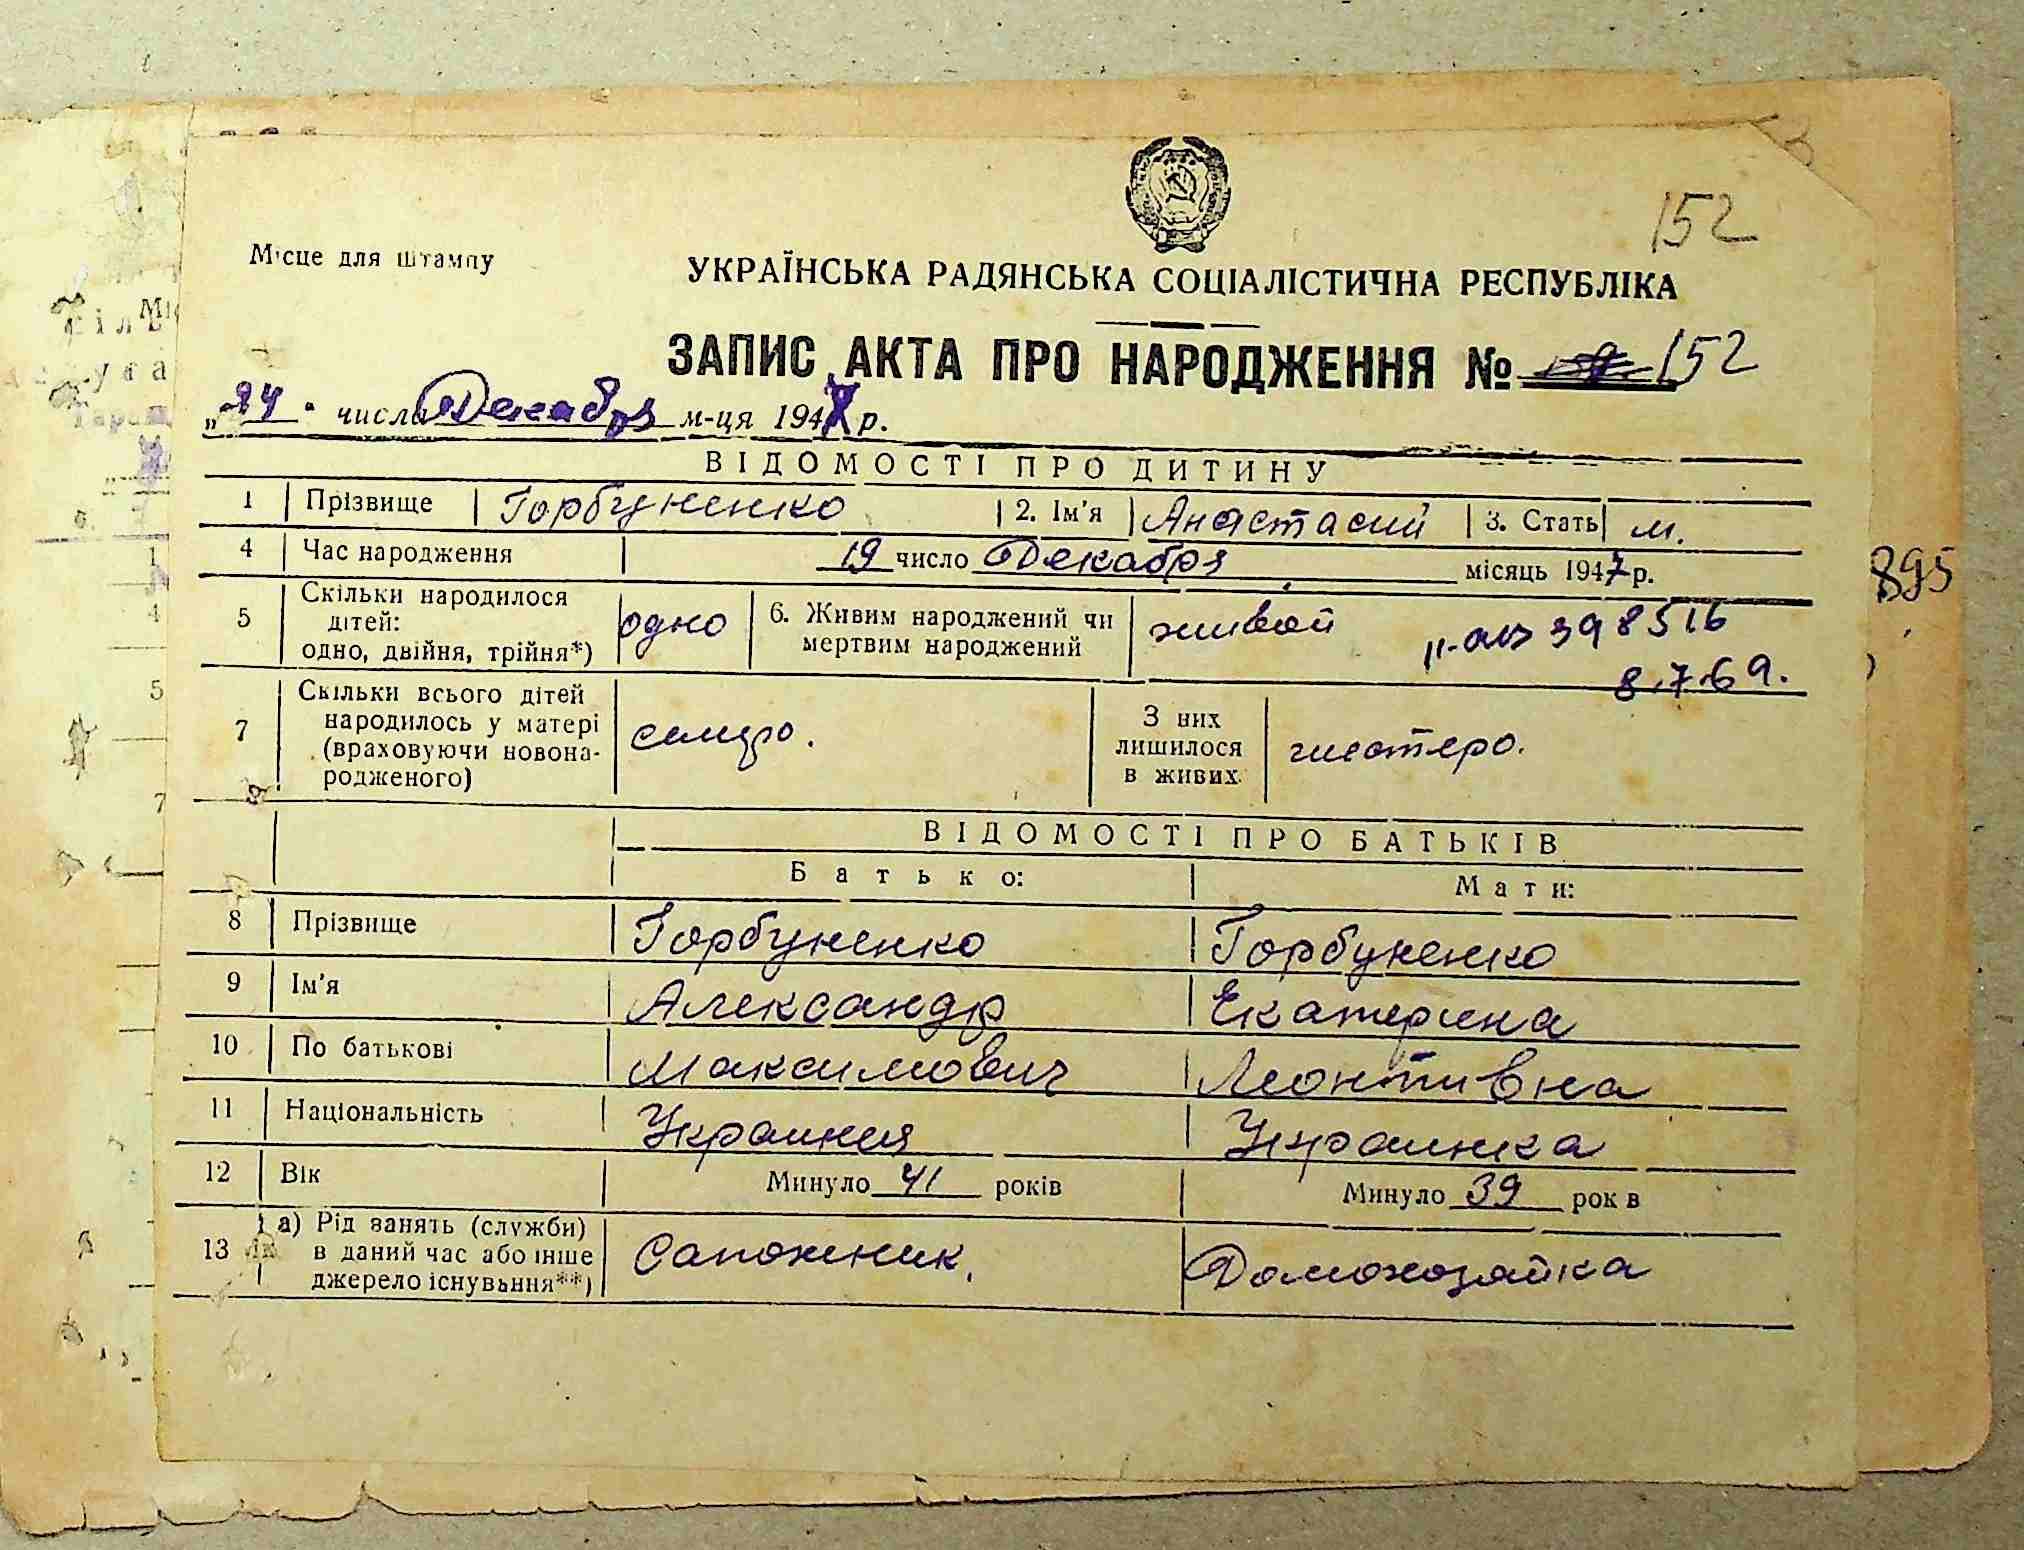 152
Місце для штампу
УКРАЇНСЬКА РАДЯНСЬКА СОЦІАЛІСТИЧНА РЕСПУБЛІКА
ЗАПИС АКТА ПРО НАРОДЖЕННЯ № 152
„24" числа Декабря м-ця 1947 р.
ВІДОМОСТІ ПРО ДИТИНУ
1 Прізвище Горбуненко 2. Ім'я Анастасий 3. Стать м.
4 Час народження 19 число Декабря місяць 1947 р.
895
5 Скільки народилося дітей: одно, двійня, трійня*) одно 6. Живим народжений чи мертвим народжений живой
398516
8.7.69.
7 Скільки всього дітей народилось у матері (враховуючи новонародженого) семеро. З них лишилося в живих шестеро.
ВІДОМОСТІ ПРО БАТЬКІВ
Батько: Мати:
8 Прізвище Горбуненко Горбуненко
9 Ім'я Александр Екатерина
10 По батькові Максимович Леонтивна
11 Національність Украинец Украинка
12 Вік Минуло 41 років Минуло 39 рок в
13 а) Рід занять (служби) в даний час або інше джерело існування**) Сапожник. Домохозяйка